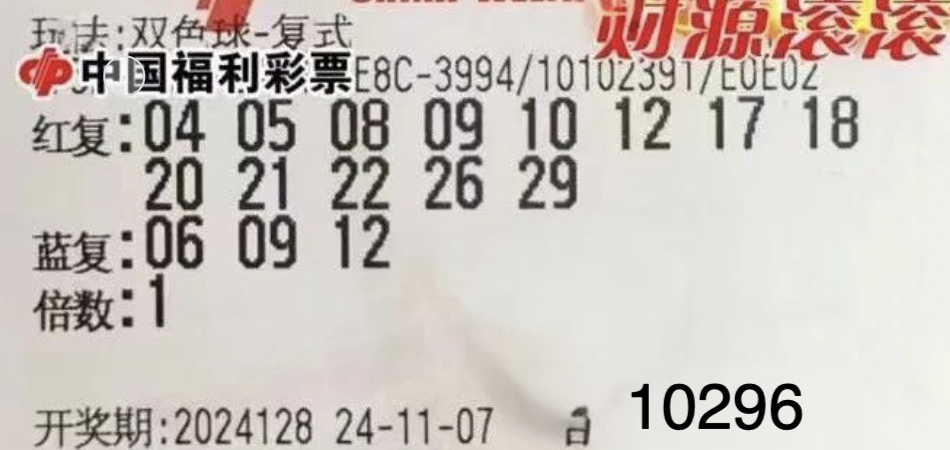 玩法:双色球-复式
财源滚滚
中国福利彩票
E8C-3994/10102391/E0E02
红复:04 05 08 09 10 12 17 18
20 21 22 26 29
蓝复:06 09 12
倍数:1
开奖期:2024128 24-11-07
10296